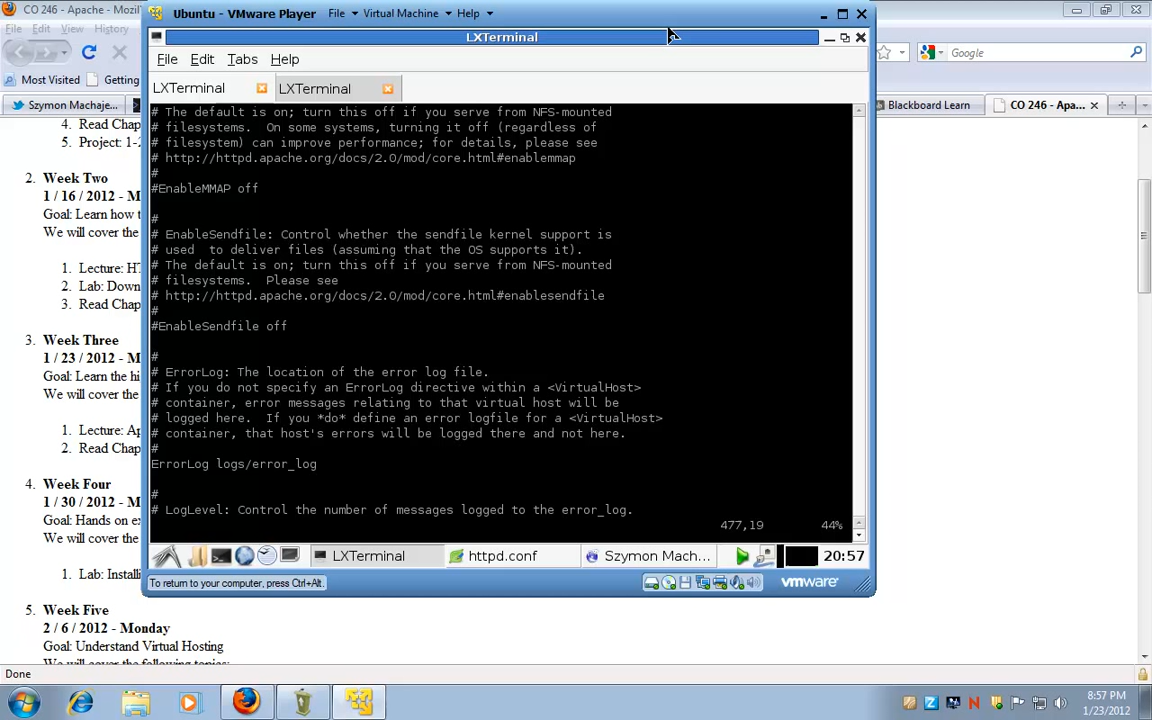 CO 246 - Apache - Mozil
File Edit View History
Google
Most Visited Getting
Szymon Machaje...
Blackboard Learn
CO 246 - Apa...
4. Read Chap
5. Project: 1-2
2. Week Two
1 / 16 / 2012 - M
Goal: Learn how t
We will cover the
1. Lecture: HT
2. Lab: Down
3. Read Chap
3. Week Three
1 / 23 / 2012 - M
Goal: Learn the hi
We will cover the
1. Lecture: Ap
2. Read Chap
4. Week Four
1 / 30 / 2012 - M
Goal: Hands on ex
We will cover the
1. Lab: Installi
5. Week Five
2 / 6 / 2012 - Monday
Goal: Understand Virtual Hosting
We will cover the following topics:
Done
Ubuntu - VMware Player File Virtual Machine Help
LXTerminal
File Edit Tabs Help
LXTerminal LXTerminal
# The default is on; turn this off if you serve from NFS-mounted
# filesystems.  On some systems, turning it off (regardless of
# filesystem) can improve performance; for details, please see
# http://httpd.apache.org/docs/2.0/mod/core.html#enablemmap
#
#EnableMMAP off
#
# EnableSendfile: Control whether the sendfile kernel support is
# used  to deliver files (assuming that the OS supports it).
# The default is on; turn this off if you serve from NFS-mounted
# filesystems.  Please see
# http://httpd.apache.org/docs/2.0/mod/core.html#enablesendfile
#
#EnableSendfile off
#
# ErrorLog: The location of the error log file.
# If you do not specify an ErrorLog directive within a <VirtualHost>
# container, error messages relating to that virtual host will be
# logged here.  If you *do* define an error logfile for a <VirtualHost>
# container, that host's errors will be logged there and not here.
#
ErrorLog logs/error_log
#
# LogLevel: Control the number of messages logged to the error_log.
477,19 44%
LXTerminal httpd.conf Szymon Mach... 20:57
To return to your computer, press Ctrl+Alt.
vmware
8:57 PM
1/23/2012